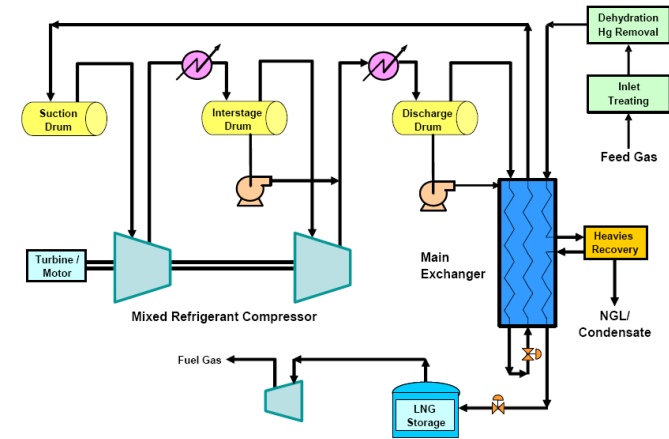 Dehydration
Hg Removal
Suction
Drum
Interstage
Drum
Discharge
Drum
Inlet
Treating
Feed Gas
Turbine /
Motor
Main
Exchanger
Heavies
Recovery
Mixed Refrigerant Compressor
NGL/
Condensate
Fuel Gas
LNG
Storage